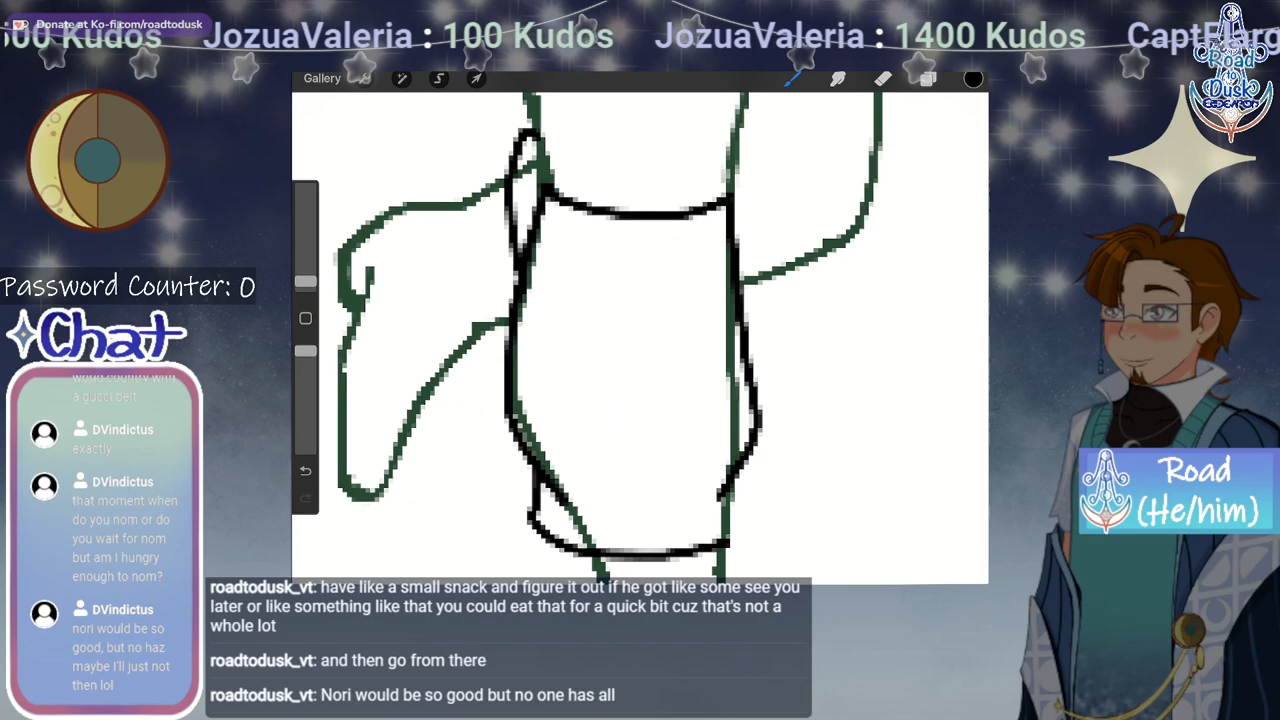 Donate at Ko-fi.com/roadtodusk
00 Kudos JozuaValeria : 100 Kudos JozuaValeria : 1400 Kudos
Road
to
Dusk
Gallery
Password Counter: 0
Chat
a gucci belt
DVindictus
exactly
DVindictus
that moment when
do you nom or do
you wait for nom
but am I hungry
enough to nom?
DVindictus
nori would be so
good, but no haz
maybe I'll just not
then lol
roadtodusk_vt: have like a small snack and figure it out if he got like some see you
later or like something like that you could eat that for a quick bit cuz that's not a
whole lot
roadtodusk_vt: and then go from there
roadtodusk_vt: Nori would be so good but no one has all
Road
(He/him)